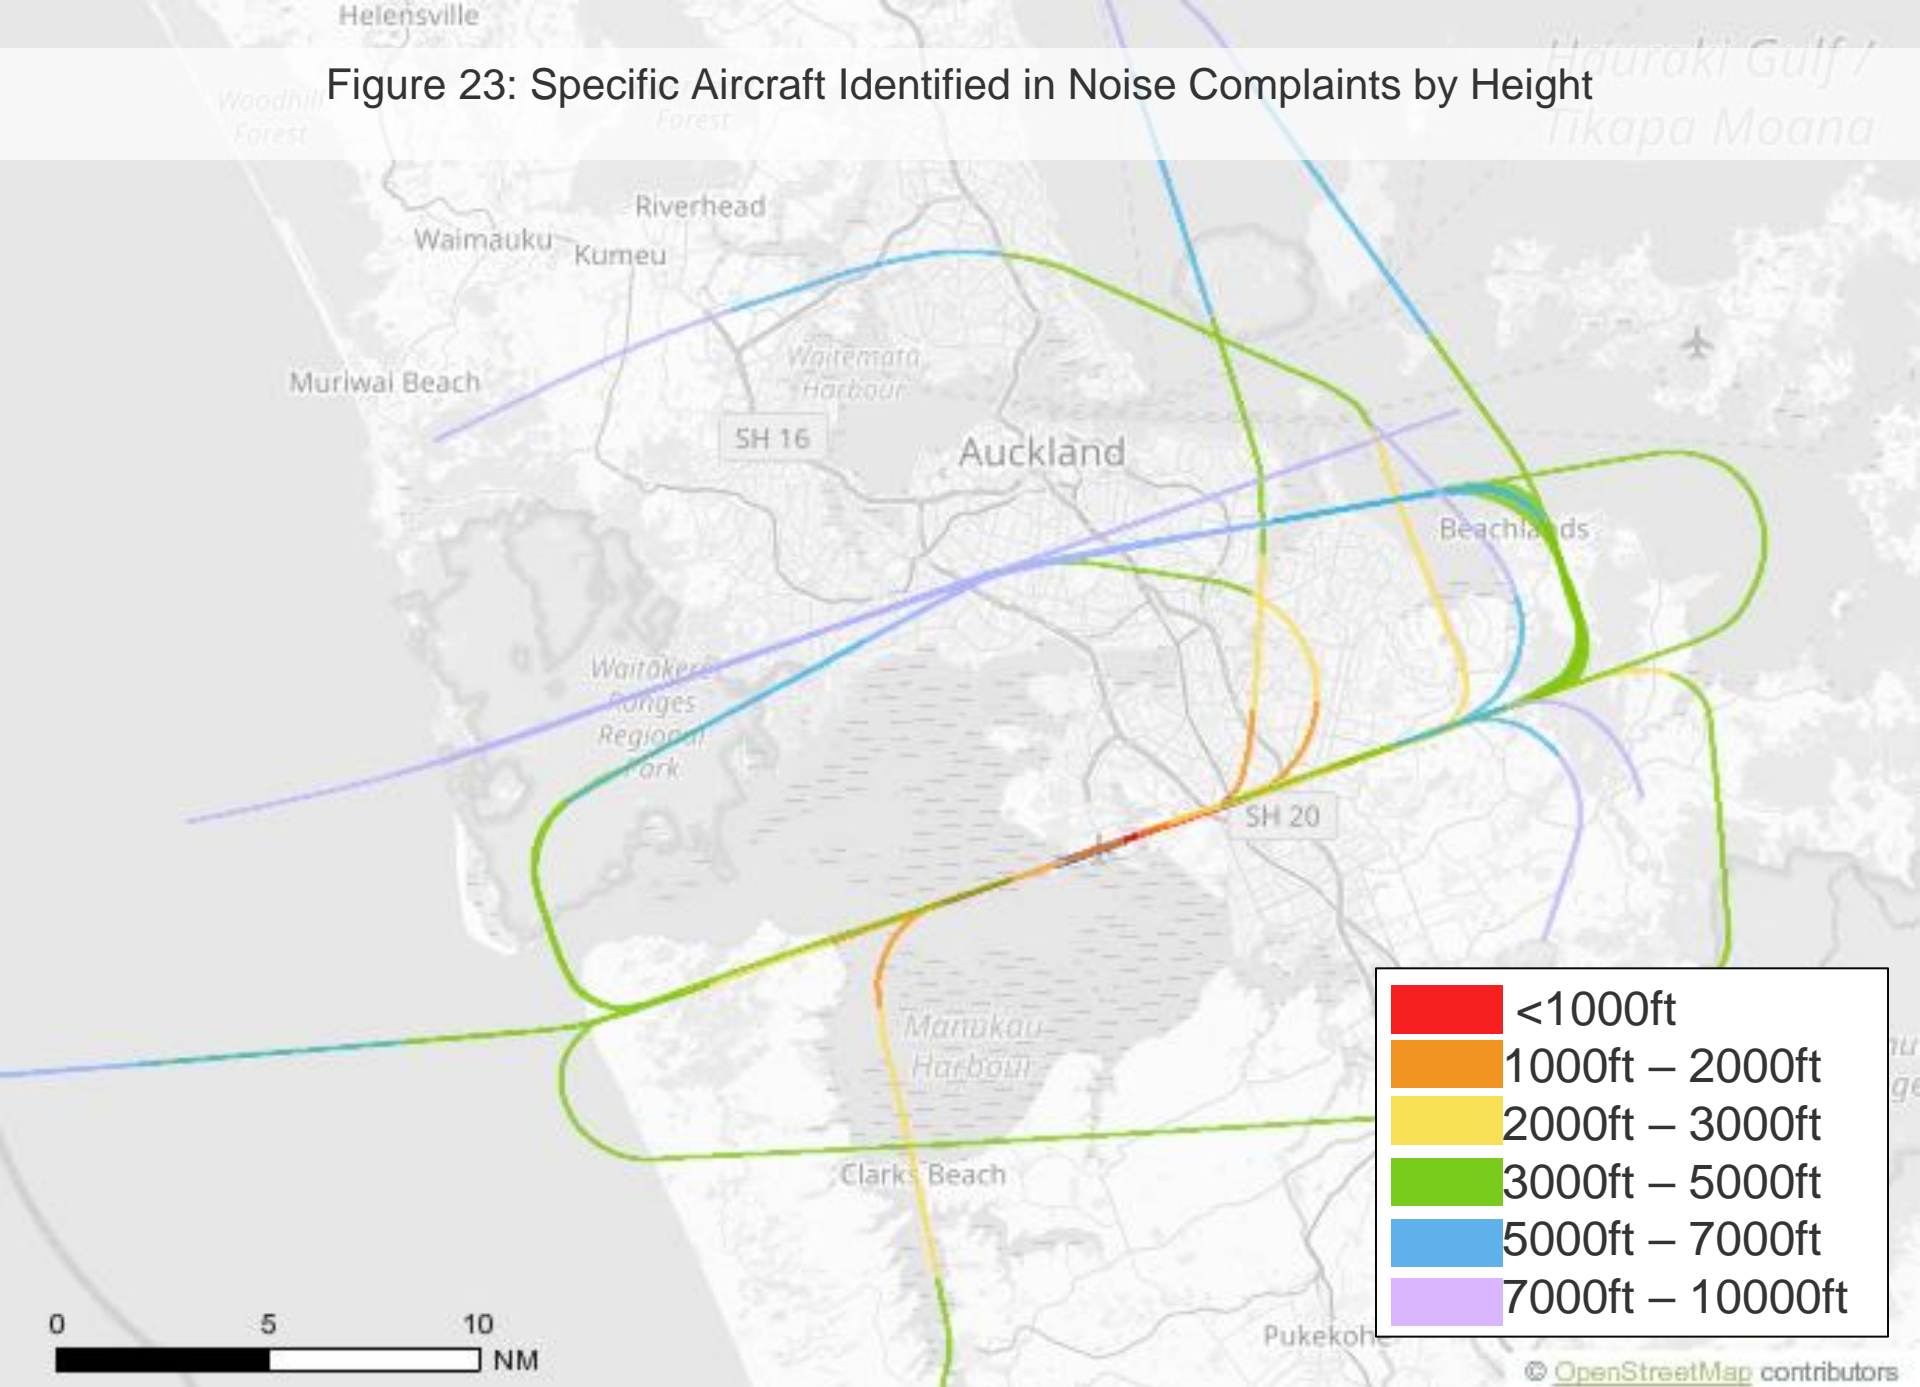 Helensville
Hauraki Gulf /
Tikapa Moana
Figure 23: Specific Aircraft Identified in Noise Complaints by Height
Woodhill
Forest
Forest
Riverhead
Waimauku
Kumeu
Muriwai Beach
Waitemata
Harbour
SH 16
Auckland
Beachlands
Waitākere
Ranges
Regional
Park
SH 20
Manukau
Harbour
Clarks Beach
Pukekohe
<1000ft
1000ft – 2000ft
2000ft – 3000ft
3000ft – 5000ft
5000ft – 7000ft
7000ft – 10000ft
0 5 10
NM
© OpenStreetMap contributors